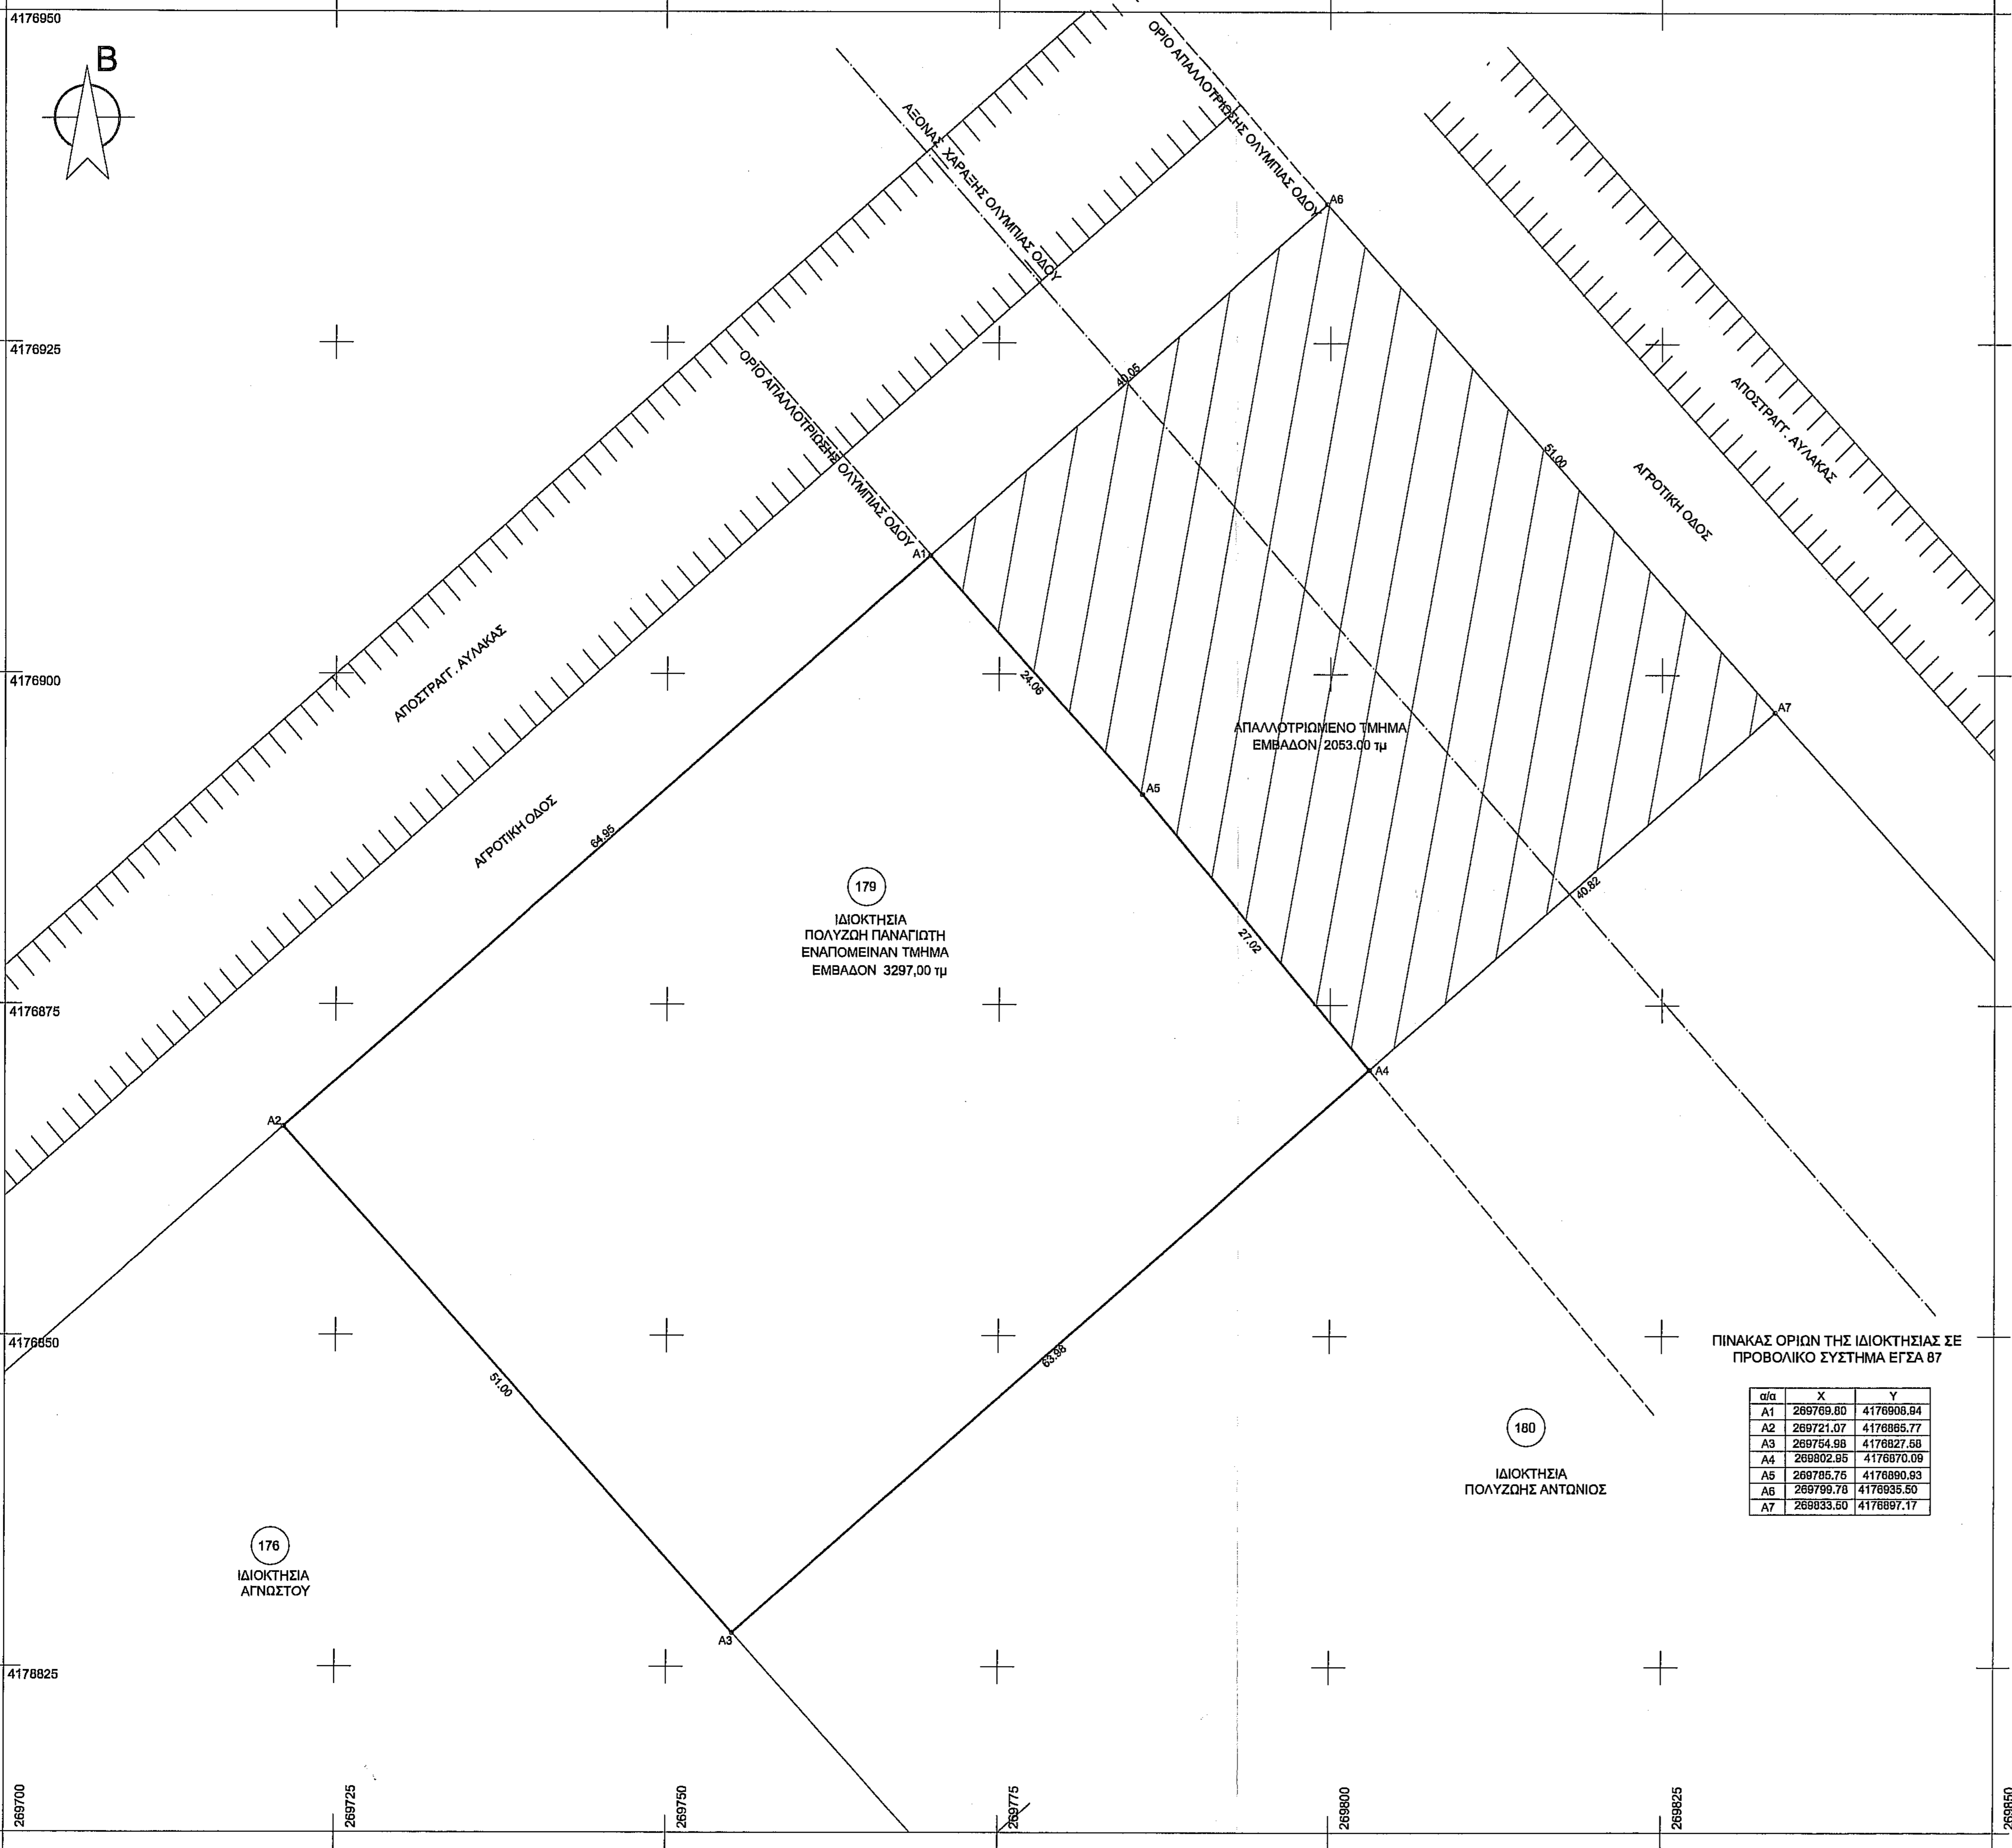 4176950
Β
ΟΡΙΟ ΑΠΑΛΛΟΤΡΙΩΣΗΣ ΟΛΥΜΠΙΑΣ ΟΔΟΥ
ΑΞΟΝΑΣ ΧΑΡΑΞΗΣ ΟΛΥΜΠΙΑΣ ΟΔΟΥ
A6
4176925
ΟΡΙΟ ΑΠΑΛΛΟΤΡΙΩΣΗΣ ΟΛΥΜΠΙΑΣ ΟΔΟΥ
40.05
ΑΠΟΣΤΡΑΓΓ. ΑΥΛΑΚΑΣ
51.00
ΑΓΡΟΤΙΚΗ ΟΔΟΣ
A1
ΑΠΟΣΤΡΑΓΓ. ΑΥΛΑΚΑΣ
4176900
24.06
A7
ΑΠΑΛΛΟΤΡΙΩΜΕΝΟ ΤΜΗΜΑ
ΕΜΒΑΔΟΝ 2053.00 τμ
A5
ΑΓΡΟΤΙΚΗ ΟΔΟΣ
64.95
179
ΙΔΙΟΚΤΗΣΙΑ
ΠΟΛΥΖΩΗ ΠΑΝΑΓΙΩΤΗ
ΕΝΑΠΟΜΕΙΝΑΝ ΤΜΗΜΑ
ΕΜΒΑΔΟΝ 3297,00 τμ
40.82
27.02
4176875
A4
A2
4176850
63.98
51.00
ΠΙΝΑΚΑΣ ΟΡΙΩΝ ΤΗΣ ΙΔΙΟΚΤΗΣΙΑΣ ΣΕ
ΠΡΟΒΟΛΙΚΟ ΣΥΣΤΗΜΑ ΕΓΣΑ 87
α/α X Y
A1 269769.80 4176908.94
A2 269721.07 4176865.77
A3 269754.98 4176827.58
A4 269802.95 4176870.09
A5 269785.75 4176890.93
A6 269799.78 4176935.50
A7 269833.50 4176897.17
180
ΙΔΙΟΚΤΗΣΙΑ
ΠΟΛΥΖΩΗΣ ΑΝΤΩΝΙΟΣ
176
ΙΔΙΟΚΤΗΣΙΑ
ΑΓΝΩΣΤΟΥ
A3
4176825
269700
269725
269750
269775
269800
269825
269850